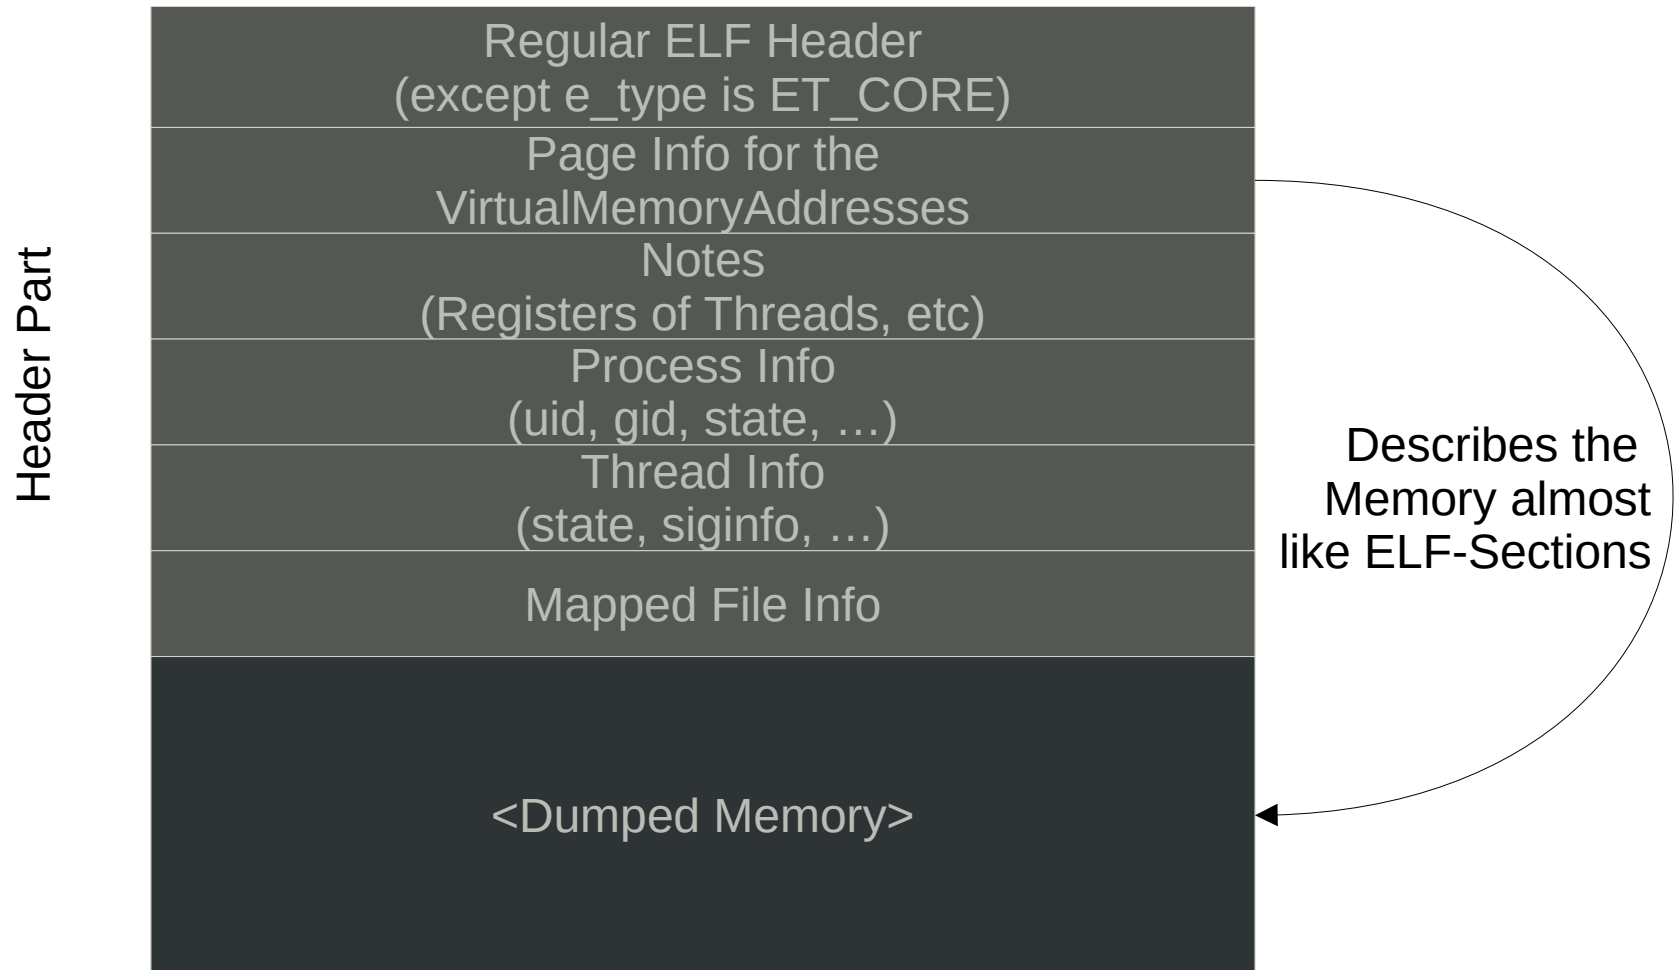 Regular ELF Header
(except e_type is ET_CORE)
Page Info for the
VirtualMemoryAddresses
Notes
(Registers of Threads, etc)
Process Info
(uid, gid, state, …)
Thread Info
(state, siginfo, …)
Mapped File Info
<Dumped Memory>
Header Part
Describes the
Memory almost
like ELF-Sections